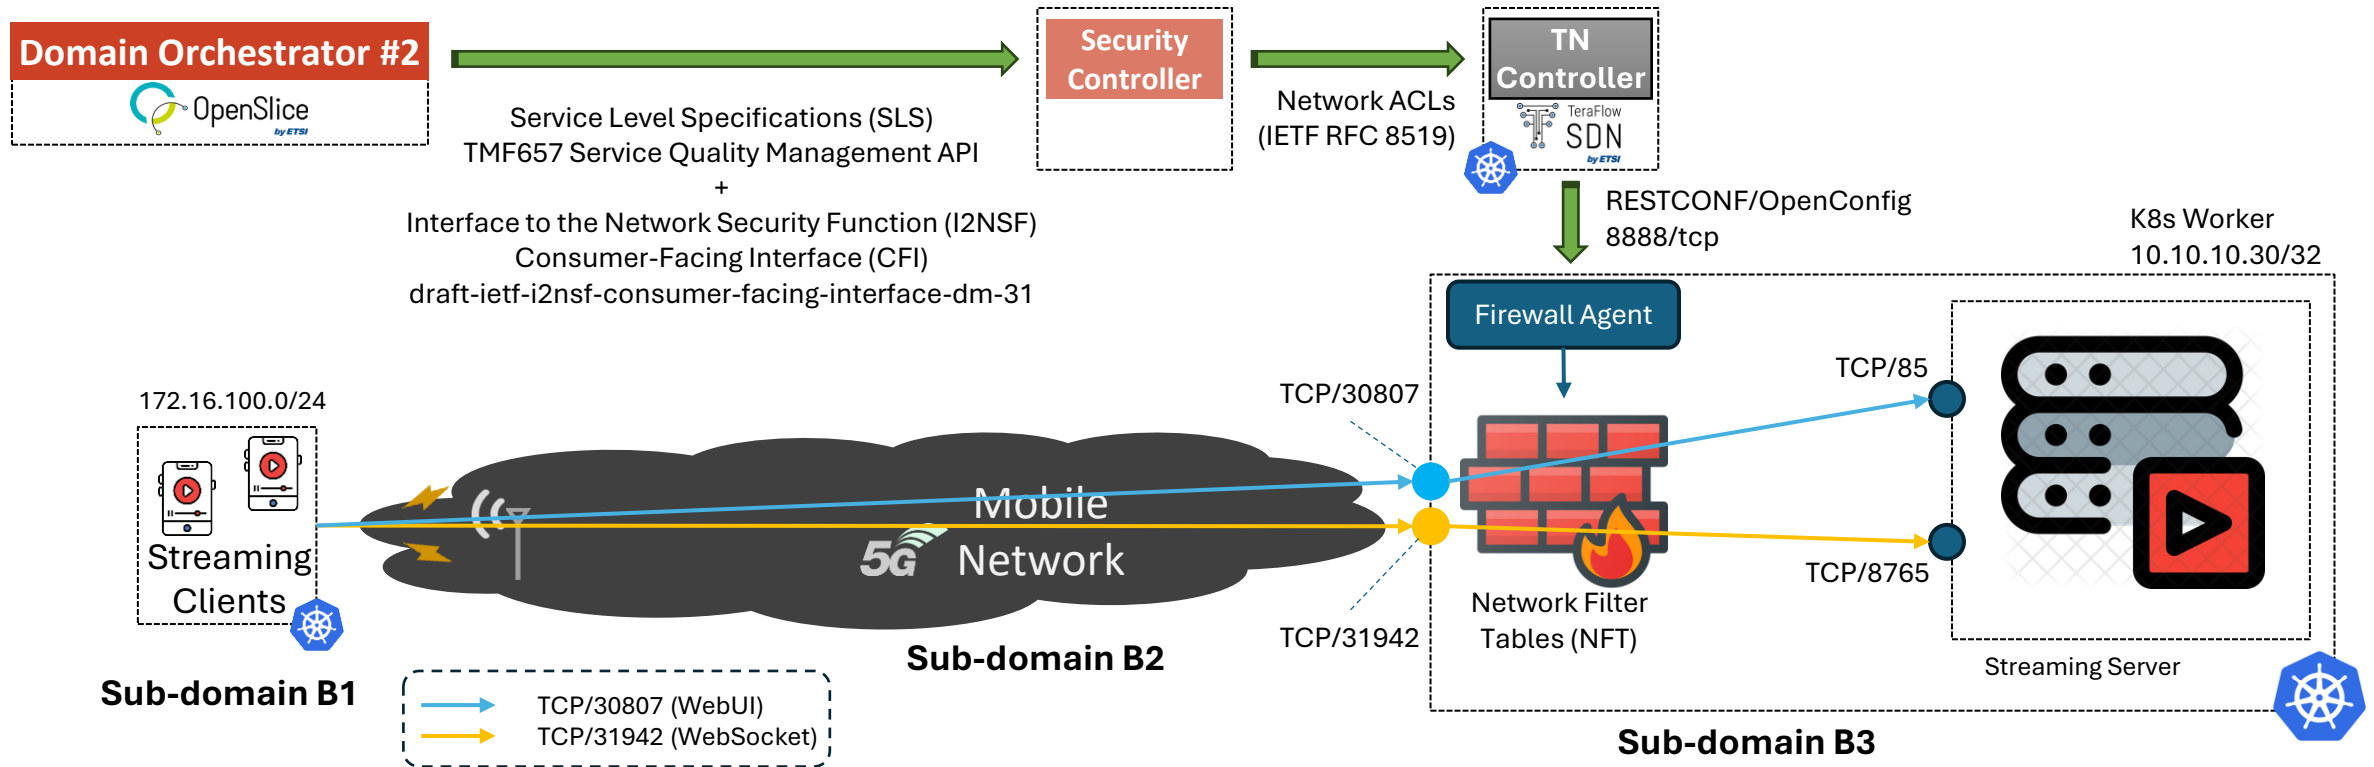 Domain Orchestrator #2
OpenSlice
by ETSI
Service Level Specifications (SLS)
TMF657 Service Quality Management API
+
Interface to the Network Security Function (I2NSF)
Consumer-Facing Interface (CFI)
draft-ietf-i2nsf-consumer-facing-interface-dm-31
Security
Controller
Network ACLs
(IETF RFC 8519)
TN
Controller
TeraFlow
SDN
by ETSI
RESTCONF/OpenConfig
8888/tcp
K8s Worker
10.10.10.30/32
Firewall Agent
TCP/30807
TCP/85
172.16.100.0/24
Streaming
Clients
Mobile
5G
Network
TCP/8765
Network Filter
Tables (NFT)
TCP/31942
Streaming Server
Sub-domain B1
Sub-domain B2
Sub-domain B3
TCP/30807 (WebUI)
TCP/31942 (WebSocket)